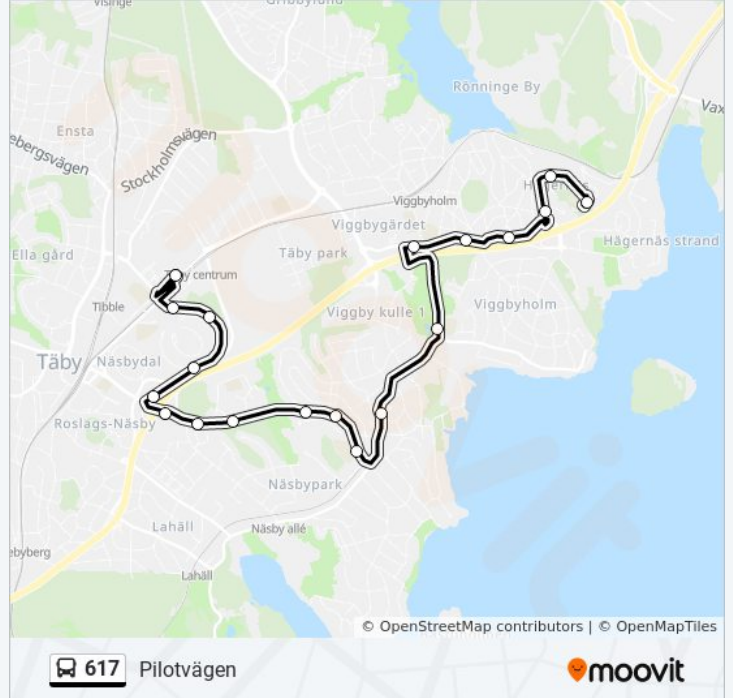 Visinge
Gribbylund
Rönninge By
Vax
Ensta
ebergsvägen
Stockholmsvägen
Viggbyholm
Hägern
Viggbygärdet
Hägernäs strand
Ella gård
Täby park
Täby centrum
Tibble
Viggby kulle 1
Viggbyholm
Täby
Näsbydal
Roslags-Näsby
Näsbypark
Lahäll
Näsby allé
ebyberg
Lahäll
© OpenStreetMap contributors | © OpenMapTiles
617 Pilotvägen
moovit